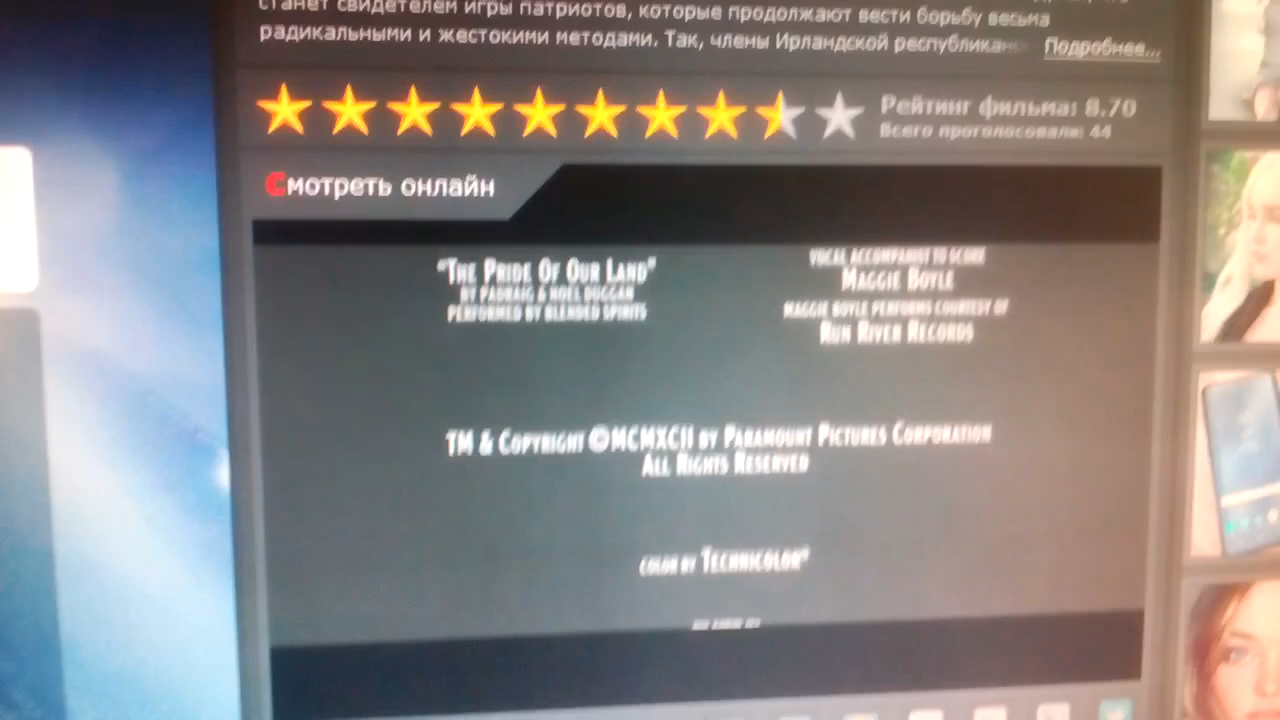 станет свидетелем игры патриотов, которые продолжают вести борьбу весьма
радикальными и жестокими методами. Так, члены Ирландской Подробнее...
Рейтинг фильма: 8.70
Всего проголосовали: 44
Смотреть онлайн
"THE PRIDE OF OUR LAND"
BY PADRAIG & NOEL DUGGAN
PERFORMED BY BLENDED SPIRITS
VOCAL ACCOMPANIST TO SCORE
MAGGIE BOYLE
MAGGIE BOYLE PERFORMS COURTESY OF
RUN RIVER RECORDS
TM & COPYRIGHT ©MCMXCII BY PARAMOUNT PICTURES CORPORATION
ALL RIGHTS RESERVED
COLOR BY TECHNICOLOR®